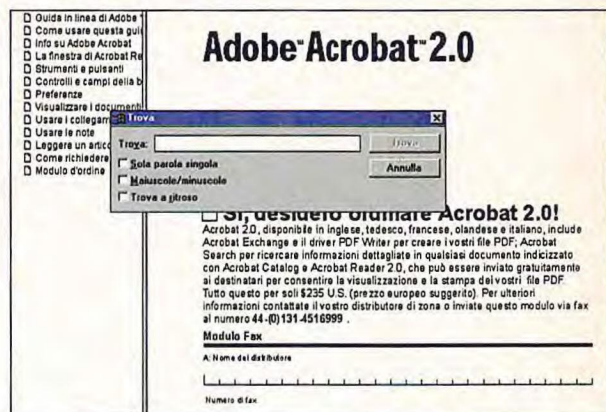 Guida in linea di Adobe
Come usare questa gui
Info su Adobe Acrobat
La finestra di Acrobat Re
Strumenti e pulsanti
Controlli e campi della b
Preferenze
Visualizzare i documenti
Usare i collegam
Usare le note
Leggere un artic
Come richiedere
Modulo d'ordine
Adobe™ Acrobat™ 2.0
Trova
Trova:
Trova
Sola parola singola
Annulla
Maiuscole/minuscole
Trova a ritroso
Sì, desidero ordinare Acrobat 2.0!
Acrobat 2.0, disponibile in inglese, tedesco, francese, olandese e italiano, include
Acrobat Exchange e il driver PDF Writer per creare i vostri file PDF; Acrobat
Search per ricercare informazioni dettagliate in qualsiasi documento indicizzato
con Acrobat Catalog e Acrobat Reader 2.0, che può essere inviato gratuitamente
ai destinatari per consentire la visualizzazione e la stampa dei vostri file PDF.
Tutto questo per soli $235 U.S. (prezzo europeo suggerito). Per ulteriori
informazioni contattate il vostro distributore di zona o inviate questo modulo via fax
al numero 44-(0)131-4516999 .
Modulo Fax
A: Nome del distributore
Numero di fax